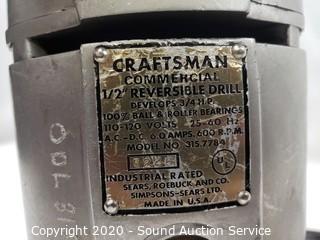 CRAFTSMAN
COMMERCIAL
1/2" REVERSIBLE DRILL
DEVELOPS 3/4 H.P.
100% BALL & ROLLER BEARINGS
110-120 VOLTS 25-60 Hz
A.C.-D.C. 6.0 AMPS. 600 R.P.M.
MODEL NO. 315.7784
UL
INDUSTRIAL RATED
SEARS, ROEBUCK AND CO.
SIMPSONS-SEARS LTD.
MADE IN U.S.A.
Copyright © 2020 - Sound Auction Service